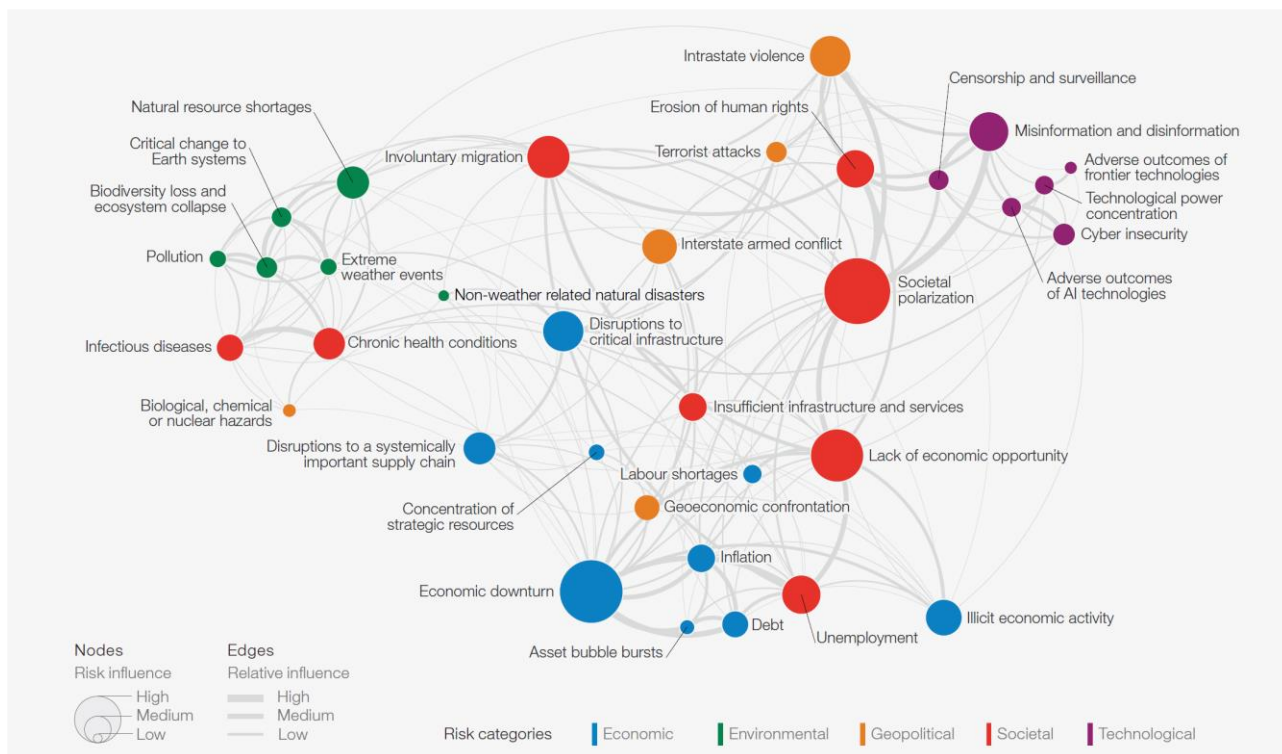 Intrastate violence
Censorship and surveillance
Natural resource shortages
Erosion of human rights
Misinformation and disinformation
Critical change to
Earth systems
Involuntary migration
Terrorist attacks
Adverse outcomes of
frontier technologies
Biodiversity loss and
ecosystem collapse
Technological power
concentration
Cyber insecurity
Pollution
Extreme
weather events
Interstate armed conflict
Societal
polarization
Adverse outcomes
of AI technologies
Non-weather related natural disasters
Disruptions to
critical infrastructure
Infectious diseases
Chronic health conditions
Biological, chemical
or nuclear hazards
Insufficient infrastructure and services
Disruptions to a systemically
important supply chain
Lack of economic opportunity
Labour shortages
Concentration of
strategic resources
Geoeconomic confrontation
Inflation
Economic downturn
Debt
Unemployment
Illicit economic activity
Asset bubble bursts
Nodes
Risk influence
High
Medium
Low
Edges
Relative influence
High
Medium
Low
Risk categories
Economic
Environmental
Geopolitical
Societal
Technological